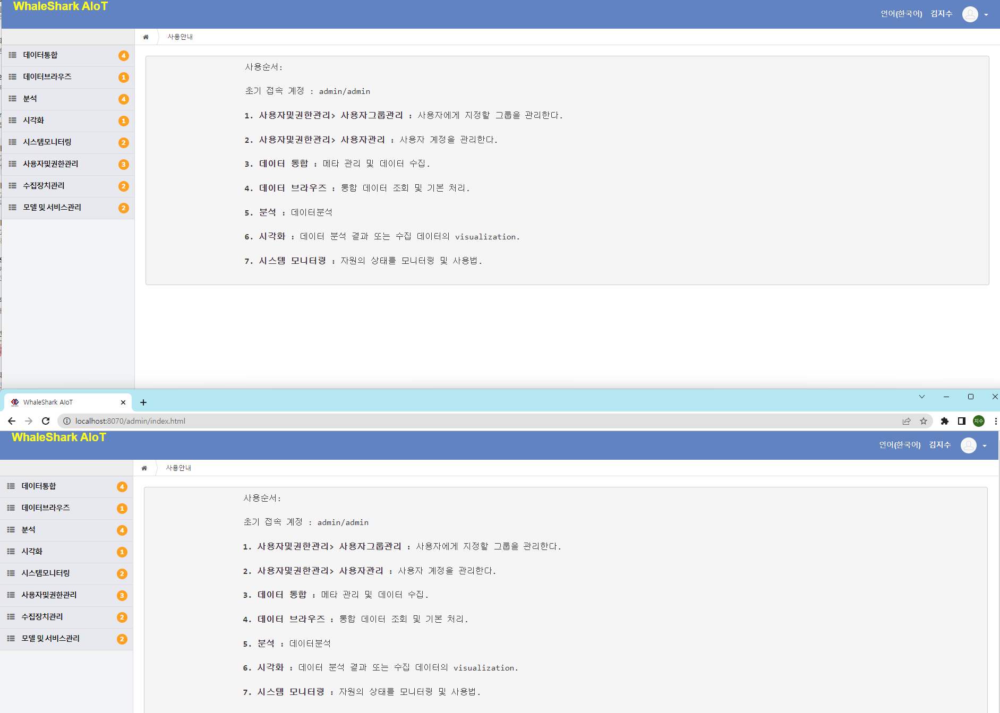 WhaleShark AIoT
언어(한국어) 김지수
사용안내
데이터통합 4
데이터브라우즈 1
분석 4
시각화 1
시스템모니터링 2
사용자및권한관리 3
수집장치관리 2
모델 및 서비스관리 2
사용순서:
초기 접속 계정 : admin/admin
1. 사용자및권한관리> 사용자그룹관리 : 사용자에게 지정할 그룹을 관리한다.
2. 사용자및권한관리> 사용자관리 : 사용자 계정을 관리한다.
3. 데이터 통합 : 메타 관리 및 데이터 수집.
4. 데이터 브라우즈 : 통합 데이터 조회 및 기본 처리.
5. 분석 : 데이터분석
6. 시각화 : 데이터 분석 결과 또는 수집 데이터의 visualization.
7. 시스템 모니터링 : 자원의 상태를 모니터링 및 사용법.
WhaleShark AIoT
localhost:8070/admin/index.html
지수
WhaleShark AIoT
언어(한국어) 김지수
사용안내
데이터통합 4
데이터브라우즈 1
분석 4
시각화 1
시스템모니터링 2
사용자및권한관리 3
수집장치관리 2
모델 및 서비스관리 2
사용순서:
초기 접속 계정 : admin/admin
1. 사용자및권한관리> 사용자그룹관리 : 사용자에게 지정할 그룹을 관리한다.
2. 사용자및권한관리> 사용자관리 : 사용자 계정을 관리한다.
3. 데이터 통합 : 메타 관리 및 데이터 수집.
4. 데이터 브라우즈 : 통합 데이터 조회 및 기본 처리.
5. 분석 : 데이터분석
6. 시각화 : 데이터 분석 결과 또는 수집 데이터의 visualization.
7. 시스템 모니터링 : 자원의 상태를 모니터링 및 사용법.